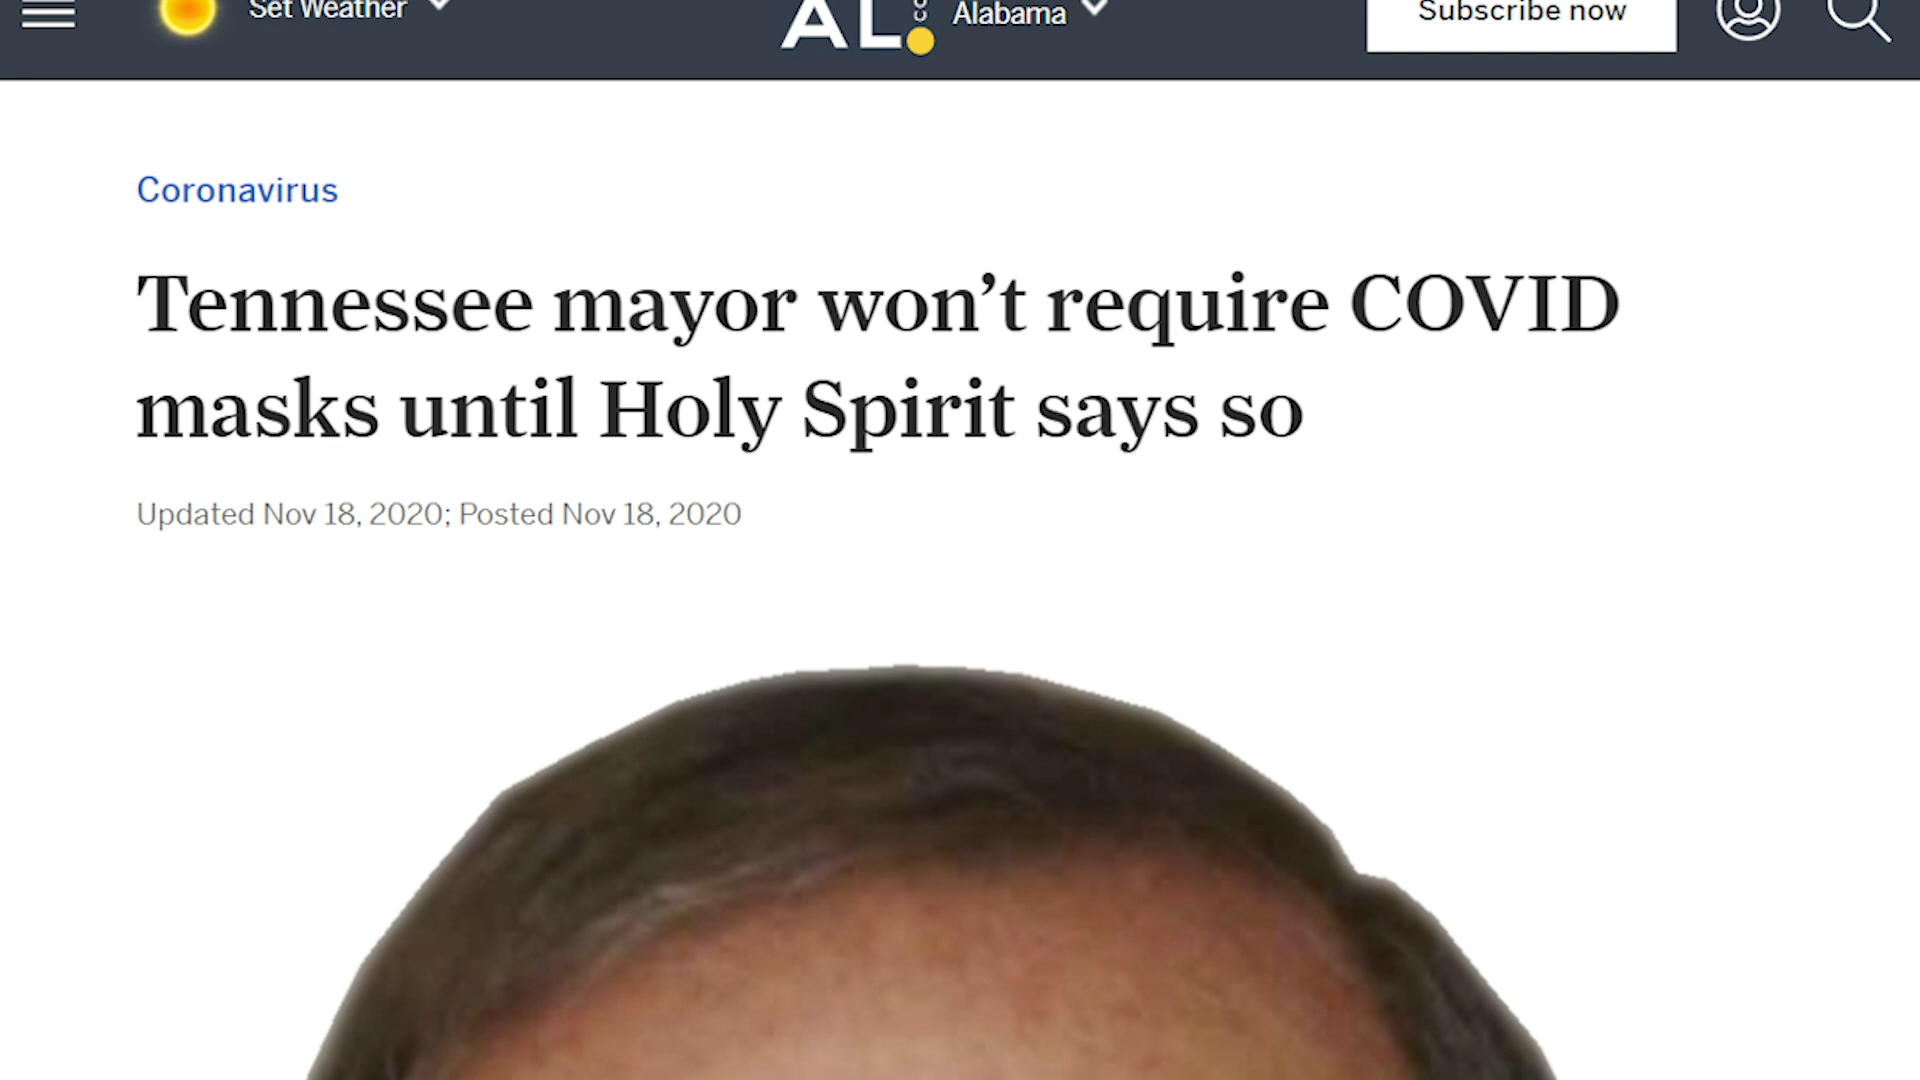 Set Weather
AL.
CO
Alabama
Subscribe now
Coronavirus
Tennessee mayor won’t require COVID
masks until Holy Spirit says so
Updated Nov 18, 2020; Posted Nov 18, 2020